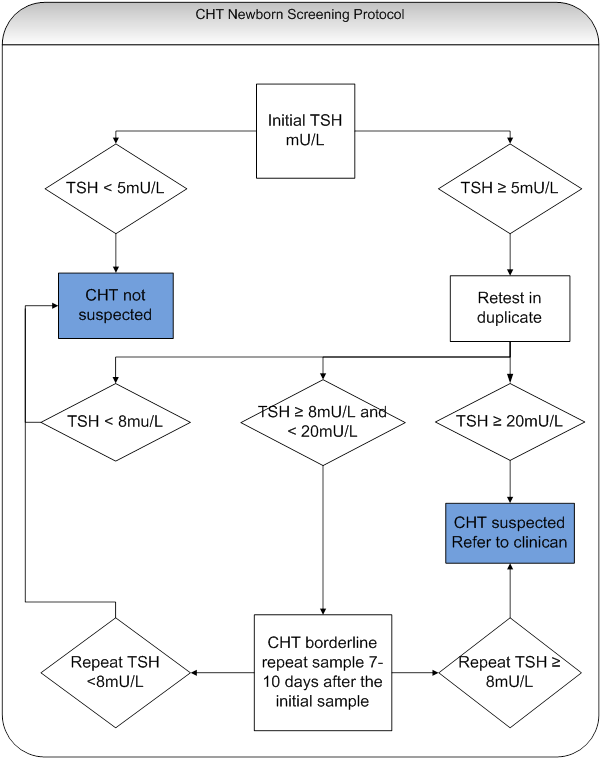 CHT Newborn Screening Protocol
Initial TSH
mU/L
TSH < 5mU/L
TSH ≥ 5mU/L
CHT not
suspected
Retest in
duplicate
TSH < 8mu/L
TSH ≥ 8mU/L and
< 20mU/L
TSH ≥ 20mU/L
CHT suspected
Refer to clinican
Repeat TSH
<8mU/L
CHT borderline
repeat sample 7-
10 days after the
initial sample
Repeat TSH ≥
8mU/L